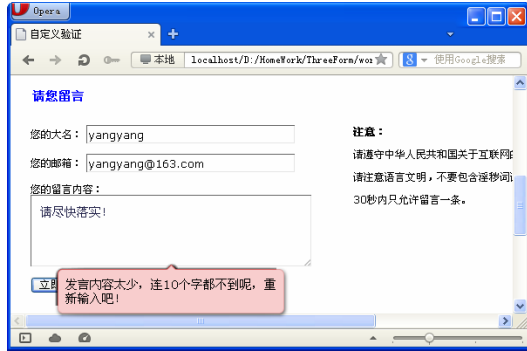 Opera
自定义验证
本地 localhost/D:/HomeWork/ThreeForm/wor
使用Google搜索
请您留言
您的大名： yangyang
您的邮箱： yangyang@163.com
您的留言内容：
请尽快落实！
立即
发言内容太少，连10个字都不到呢，重
新输入吧！
注意：
请遵守中华人民共和国关于互联网
请注意语言文明，不要包含淫秽词
30秒内只允许留言一条。